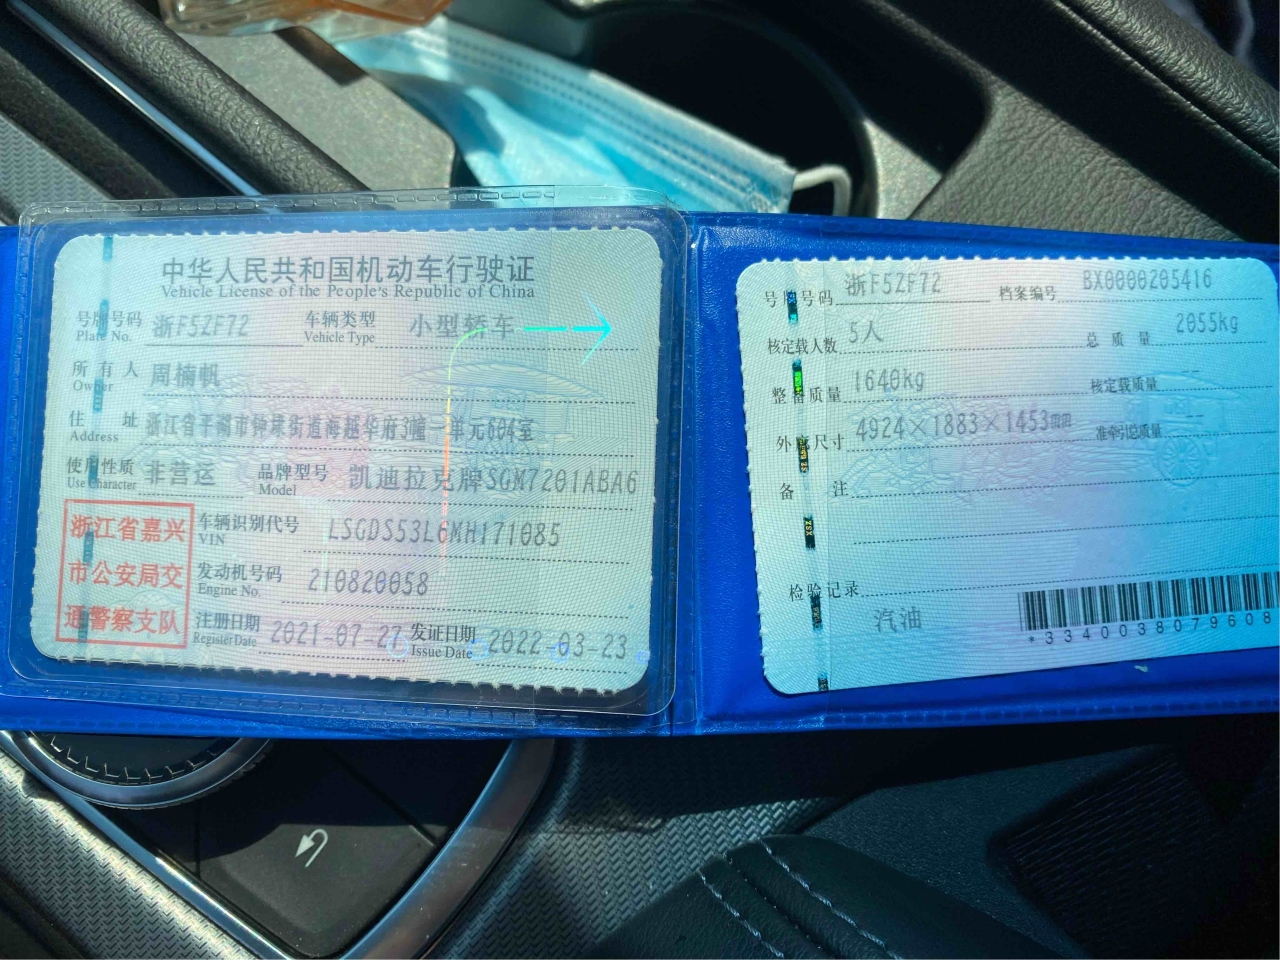 中华人民共和国机动车行驶证
Vehicle License of the People's Republic of China
号牌号码 浙F5ZF72 车辆类型 小型轿车
Plate No. Vehicle Type
所有人 周楠帆
Owner
住址 浙江省平湖市钟埭街道海越华府3幢一单元604室
Address
使用性质 非营运 品牌型号 凯迪拉克牌SGM7201ABA6
Use Character Model
浙江省嘉兴
市公安局交
通警察支队
车辆识别代号 LSGDS53L6MH171085
VIN
发动机号码 210820058
Engine No.
注册日期 2021-07-27 发证日期 2022-03-23
Register Date Issue Date
号牌号码 浙F5ZF72 档案编号 BX0000205416
核定载人数 5人 总质量 2055kg
整备质量 1640kg 核定载质量 --
外廓尺寸 4924×1883×1453mm 准牵引总质量 --
备注
检验记录
汽油
*3340038079608